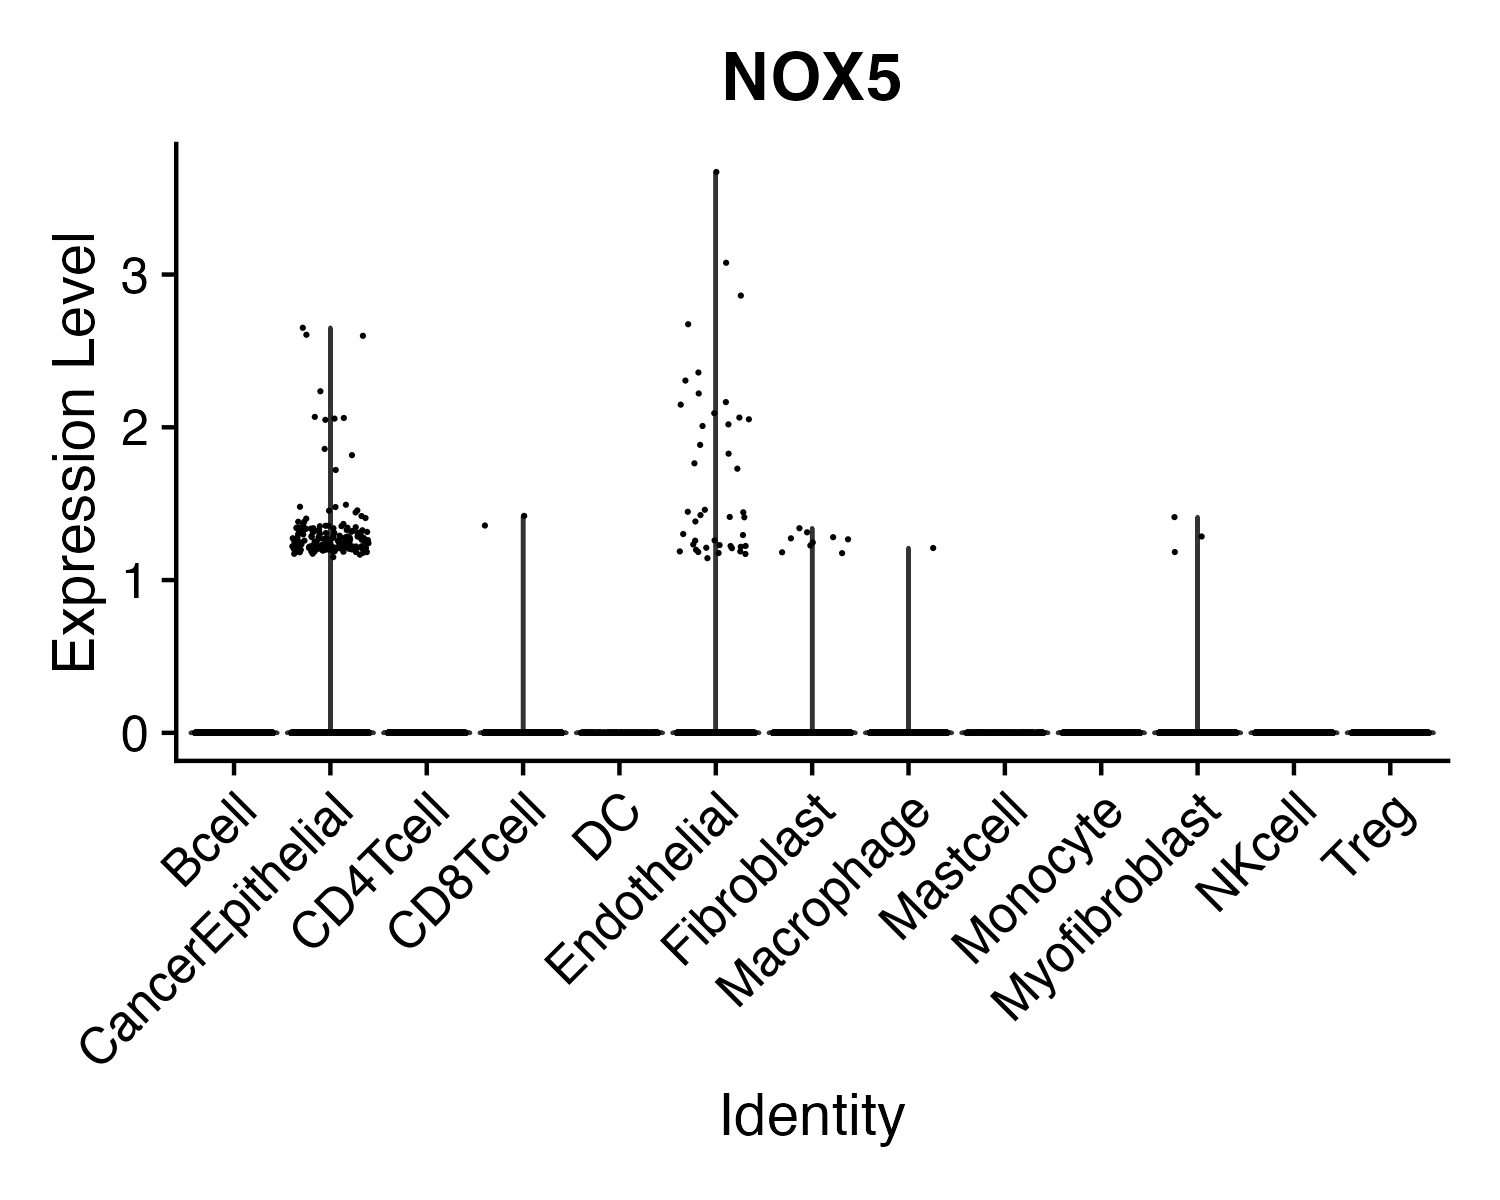 NOX5
Expression Level
3
2
1
0
Bcell
CancerEpithelial
CD4Tcell
CD8Tcell
DC
Endothelial
Fibroblast
Macrophage
Mastcell
Monocyte
Myofibroblast
NKcell
Treg
Identity